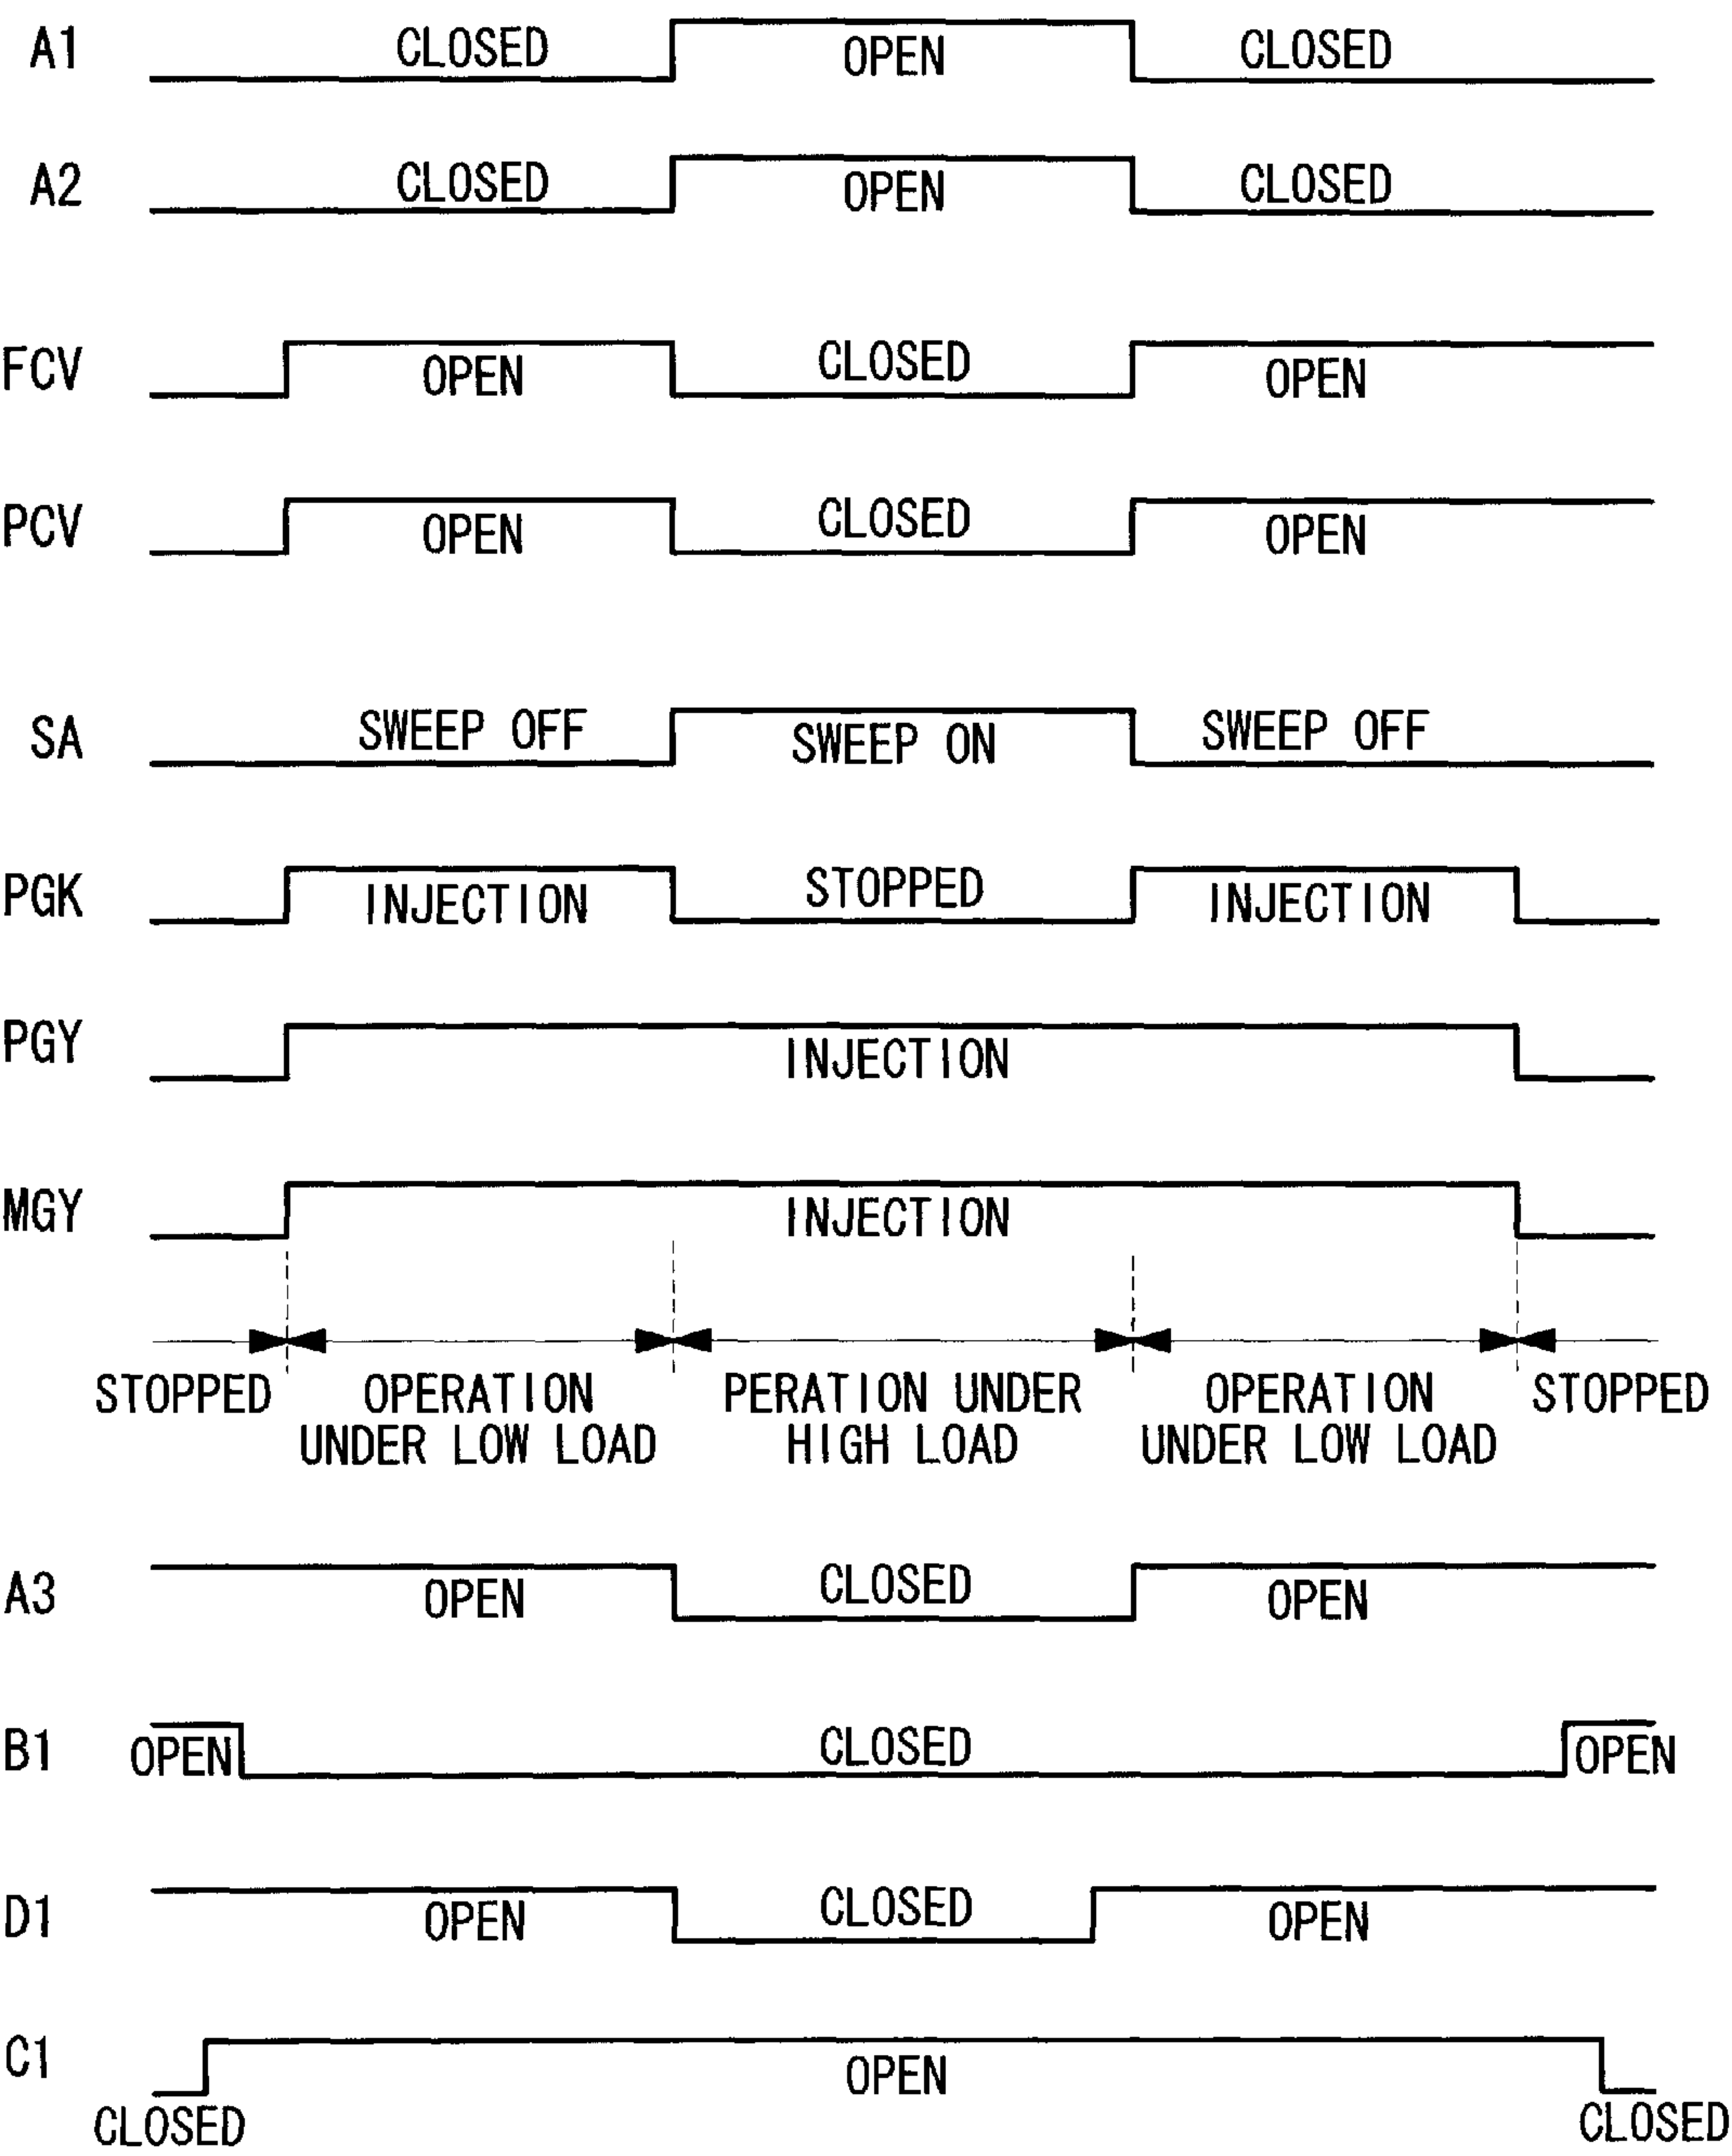 A1 CLOSED OPEN CLOSED
A2 CLOSED OPEN CLOSED
FCV OPEN CLOSED OPEN
PCV OPEN CLOSED OPEN
SA SWEEP OFF SWEEP ON SWEEP OFF
PGK INJECTION STOPPED INJECTION
PGY INJECTION
MGY INJECTION
STOPPED OPERATION PERATION UNDER OPERATION STOPPED
UNDER LOW LOAD HIGH LOAD UNDER LOW LOAD
A3 OPEN CLOSED OPEN
B1 OPEN CLOSED OPEN
D1 OPEN CLOSED OPEN
C1 OPEN
CLOSED CLOSED